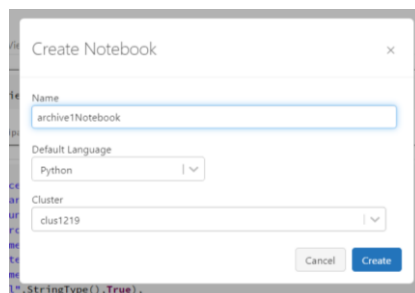 Create Notebook
×
Name
archive1Notebook
Default Language
Python
Cluster
clus1219
Cancel
Create
l",StringType(),True),